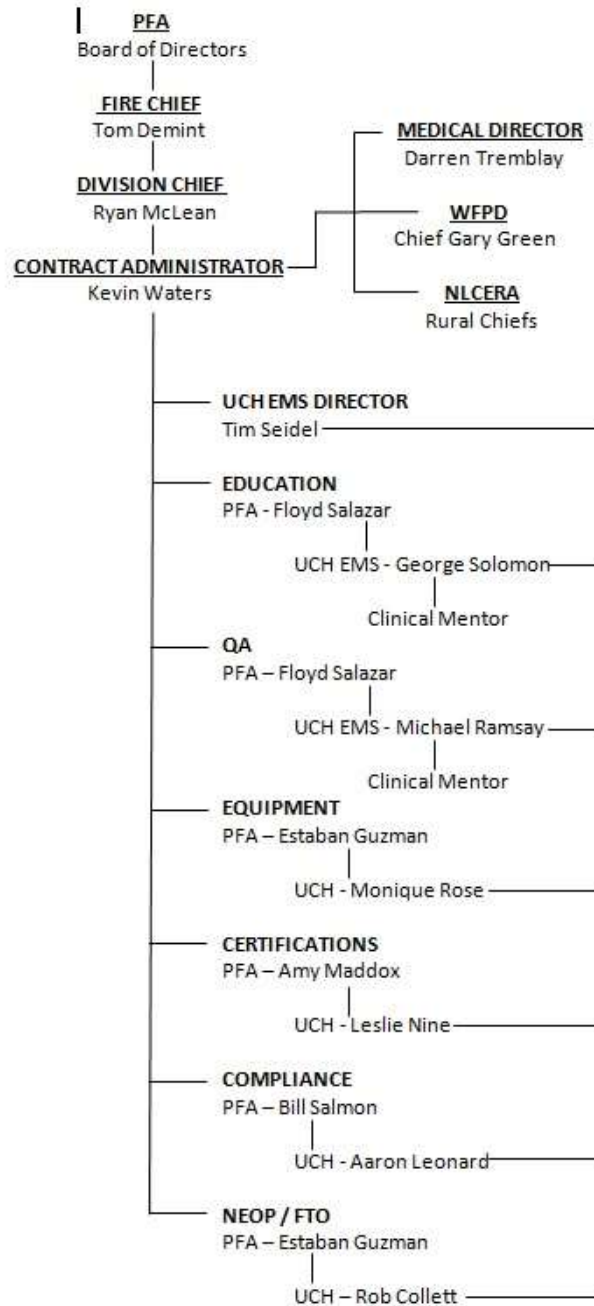 PFA
Board of Directors
FIRE CHIEF
Tom Demint
DIVISION CHIEF
Ryan McLean
CONTRACT ADMINISTRATOR
Kevin Waters
MEDICAL DIRECTOR
Darren Tremblay
WFPD
Chief Gary Green
NLCERA
Rural Chiefs
UCH EMS DIRECTOR
Tim Seidel
EDUCATION
PFA - Floyd Salazar
UCH EMS - George Solomon
Clinical Mentor
QA
PFA – Floyd Salazar
UCH EMS - Michael Ramsay
Clinical Mentor
EQUIPMENT
PFA – Estaban Guzman
UCH - Monique Rose
CERTIFICATIONS
PFA – Amy Maddox
UCH - Leslie Nine
COMPLIANCE
PFA – Bill Salmon
UCH - Aaron Leonard
NEOP / FTO
PFA – Estaban Guzman
UCH – Rob Collett